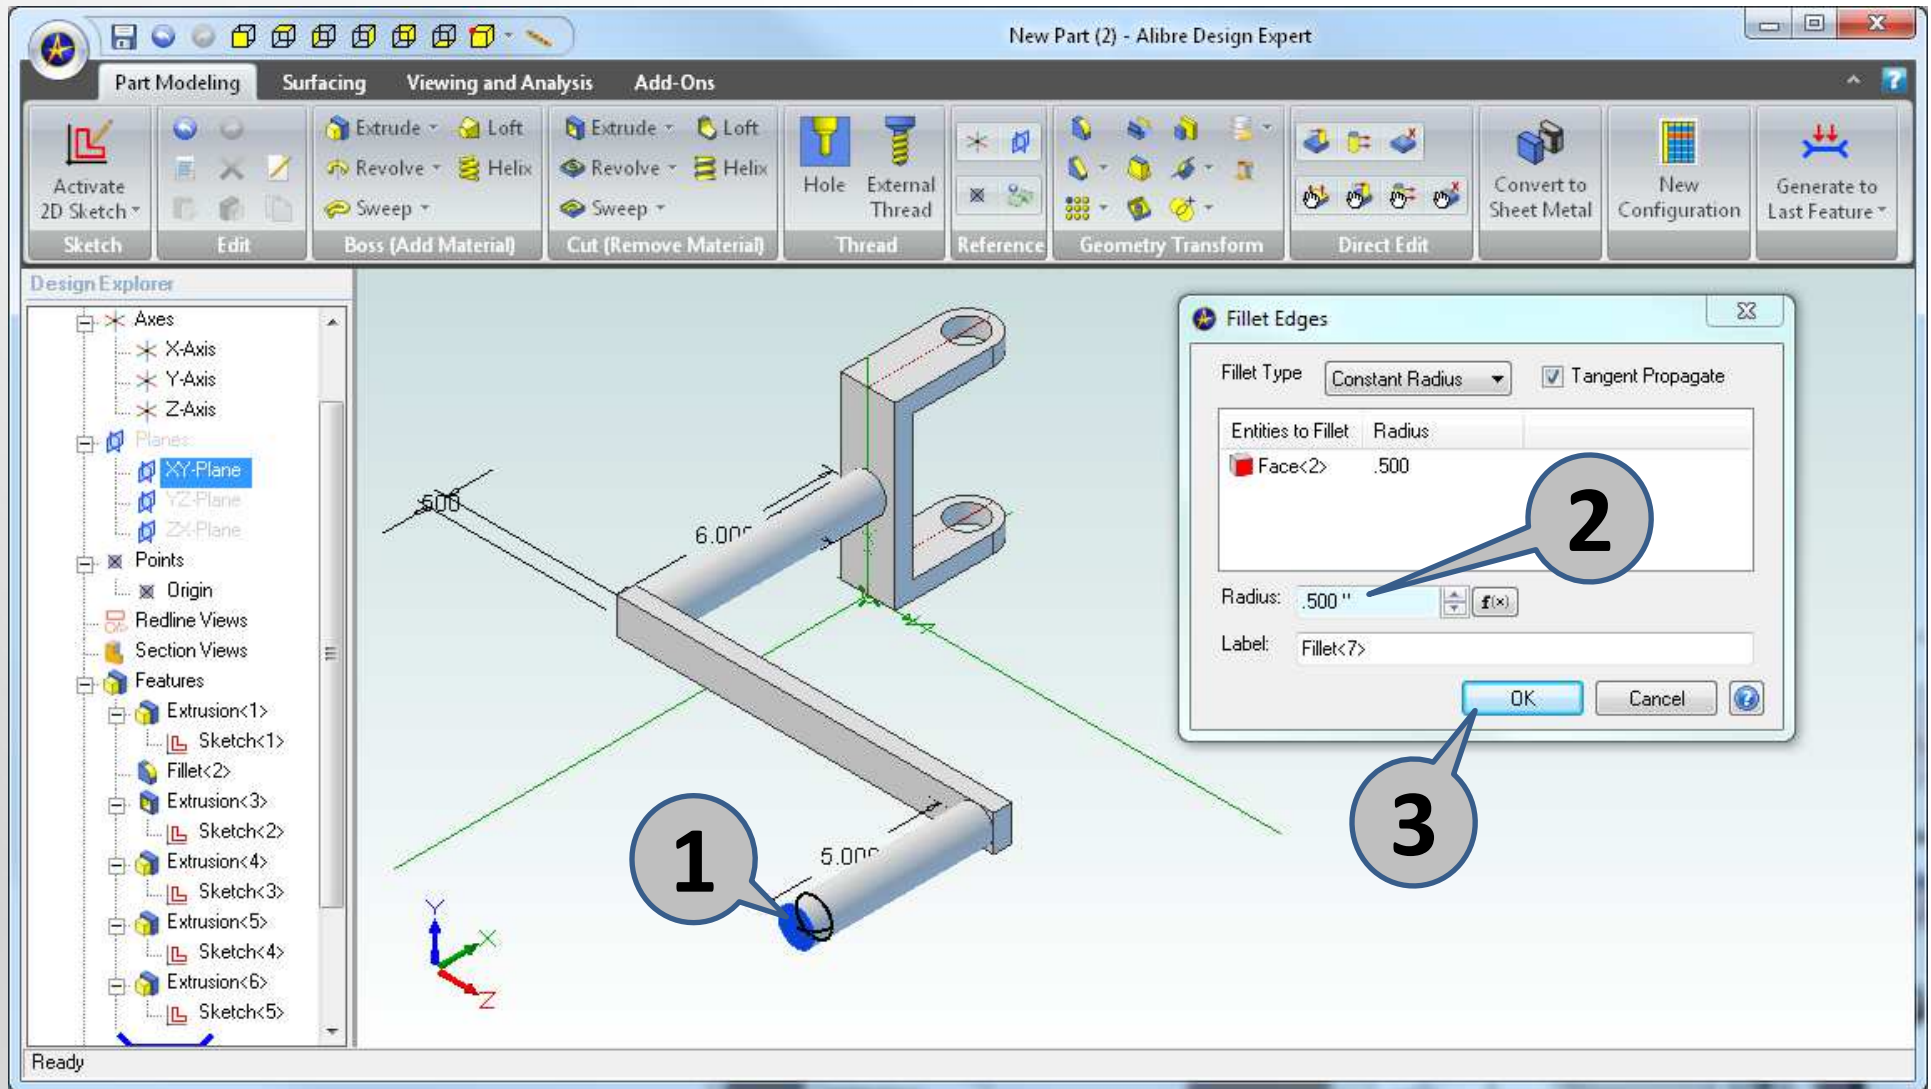 New Part (2) - Alibre Design Expert
Part Modeling Surfacing Viewing and Analysis Add-Ons
Activate
2D Sketch
Sketch
Edit
Extrude Loft
Revolve Helix
Sweep
Boss (Add Material)
Extrude Loft
Revolve Helix
Sweep
Cut (Remove Material)
Hole
External
Thread
Thread
Reference
Geometry Transform
Direct Edit
Convert to
Sheet Metal
New
Configuration
Generate to
Last Feature
Design Explorer
Axes
X-Axis
Y-Axis
Z-Axis
Planes
XY-Plane
YZ-Plane
ZX-Plane
Points
Origin
Redline Views
Section Views
Features
Extrusion<1>
Sketch<1>
Fillet<2>
Extrusion<3>
Sketch<2>
Extrusion<4>
Sketch<3>
Extrusion<5>
Sketch<4>
Extrusion<6>
Sketch<5>
.500
6.000
5.000
1
Y
X
Z
Fillet Edges
Fillet Type Constant Radius Tangent Propagate
Entities to Fillet Radius
Face<2> .500
2
Radius: .500 " f(x)
Label: Fillet<7>
OK Cancel
3
Ready